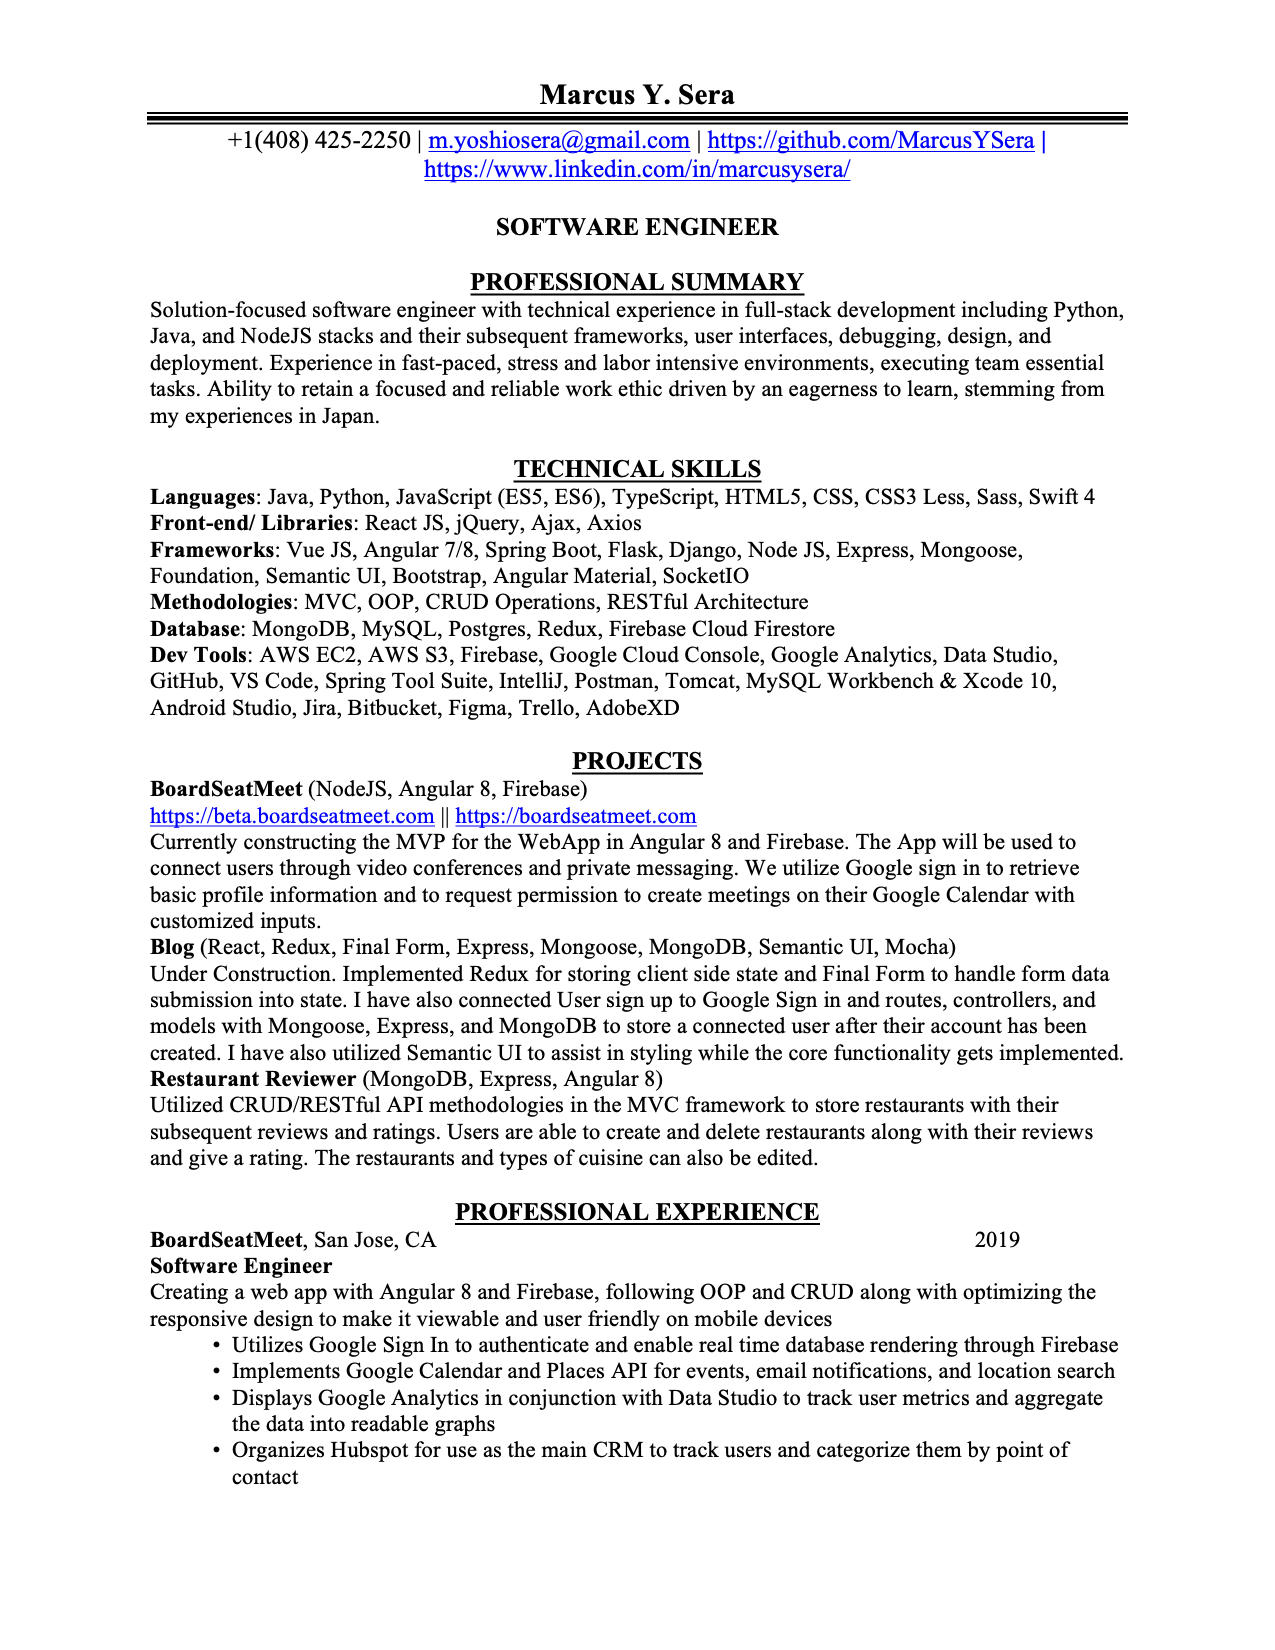 Marcus Y. Sera
+1(408) 425-2250 | m.yoshiosera@gmail.com | https://github.com/MarcusYSera |
https://www.linkedin.com/in/marcusysera/
SOFTWARE ENGINEER
PROFESSIONAL SUMMARY
Solution-focused software engineer with technical experience in full-stack development including Python,
Java, and NodeJS stacks and their subsequent frameworks, user interfaces, debugging, design, and
deployment. Experience in fast-paced, stress and labor intensive environments, executing team essential
tasks. Ability to retain a focused and reliable work ethic driven by an eagerness to learn, stemming from
my experiences in Japan.
TECHNICAL SKILLS
Languages: Java, Python, JavaScript (ES5, ES6), TypeScript, HTML5, CSS, CSS3 Less, Sass, Swift 4
Front-end/ Libraries: React JS, jQuery, Ajax, Axios
Frameworks: Vue JS, Angular 7/8, Spring Boot, Flask, Django, Node JS, Express, Mongoose,
Foundation, Semantic UI, Bootstrap, Angular Material, SocketIO
Methodologies: MVC, OOP, CRUD Operations, RESTful Architecture
Database: MongoDB, MySQL, Postgres, Redux, Firebase Cloud Firestore
Dev Tools: AWS EC2, AWS S3, Firebase, Google Cloud Console, Google Analytics, Data Studio,
GitHub, VS Code, Spring Tool Suite, IntelliJ, Postman, Tomcat, MySQL Workbench & Xcode 10,
Android Studio, Jira, Bitbucket, Figma, Trello, AdobeXD
PROJECTS
BoardSeatMeet (NodeJS, Angular 8, Firebase)
https://beta.boardseatmeet.com || https://boardseatmeet.com
Currently constructing the MVP for the WebApp in Angular 8 and Firebase. The App will be used to
connect users through video conferences and private messaging. We utilize Google sign in to retrieve
basic profile information and to request permission to create meetings on their Google Calendar with
customized inputs.
Blog (React, Redux, Final Form, Express, Mongoose, MongoDB, Semantic UI, Mocha)
Under Construction. Implemented Redux for storing client side state and Final Form to handle form data
submission into state. I have also connected User sign up to Google Sign in and routes, controllers, and
models with Mongoose, Express, and MongoDB to store a connected user after their account has been
created. I have also utilized Semantic UI to assist in styling while the core functionality gets implemented.
Restaurant Reviewer (MongoDB, Express, Angular 8)
Utilized CRUD/RESTful API methodologies in the MVC framework to store restaurants with their
subsequent reviews and ratings. Users are able to create and delete restaurants along with their reviews
and give a rating. The restaurants and types of cuisine can also be edited.
PROFESSIONAL EXPERIENCE
BoardSeatMeet, San Jose, CA 2019
Software Engineer
Creating a web app with Angular 8 and Firebase, following OOP and CRUD along with optimizing the
responsive design to make it viewable and user friendly on mobile devices
• Utilizes Google Sign In to authenticate and enable real time database rendering through Firebase
• Implements Google Calendar and Places API for events, email notifications, and location search
• Displays Google Analytics in conjunction with Data Studio to track user metrics and aggregate
the data into readable graphs
• Organizes Hubspot for use as the main CRM to track users and categorize them by point of
contact